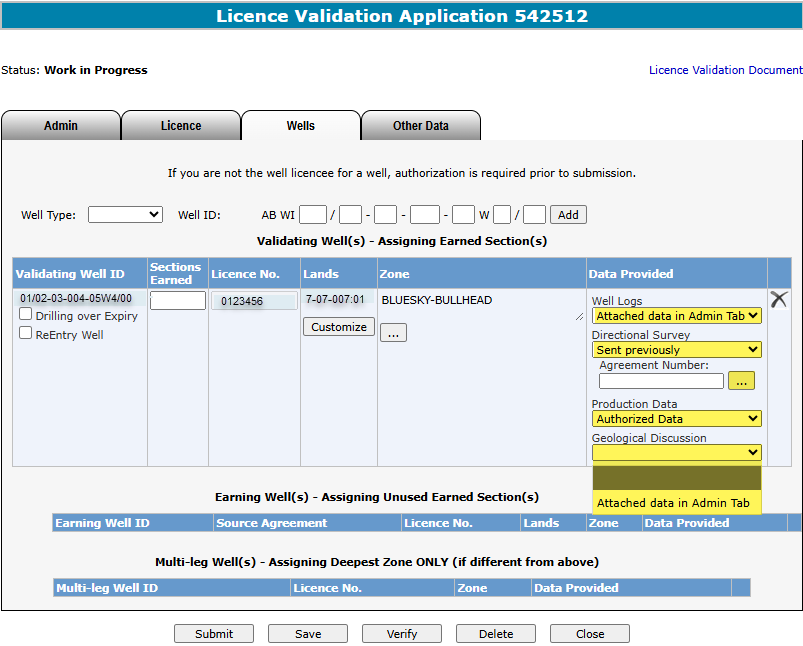 Licence Validation Application 542512
Status: Work in Progress
Licence Validation Document
Admin
Licence
Wells
Other Data
If you are not the well licencee for a well, authorization is required prior to submission.
Well Type:
Well ID:
AB WI / - - - W / Add
Validating Well(s) - Assigning Earned Section(s)
Validating Well ID
Sections
Earned
Licence No.
Lands
Zone
Data Provided
01/02-03-004-05W4/00
Drilling over Expiry
ReEntry Well
0123456
7-07-007:01
Customize
BLUESKY-BULLHEAD
...
Well Logs
Attached data in Admin Tab
Directional Survey
Sent previously
Agreement Number:
...
Production Data
Authorized Data
Geological Discussion
Attached data in Admin Tab
Earning Well(s) - Assigning Unused Earned Section(s)
Earning Well ID
Source Agreement
Licence No.
Lands
Zone
Data Provided
Multi-leg Well(s) - Assigning Deepest Zone ONLY (if different from above)
Multi-leg Well ID
Licence No.
Zone
Data Provided
Submit
Save
Verify
Delete
Close